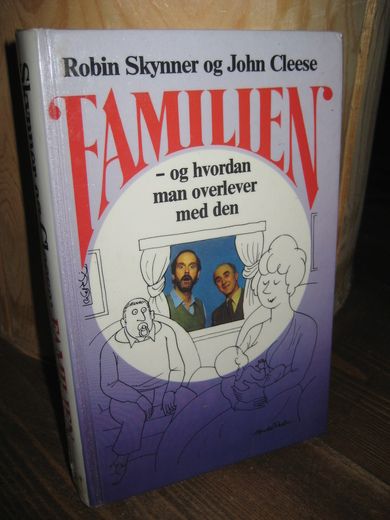 Robin Skynner og John Cleese
FAMILIEN
– og hvordan
man overlever
med den